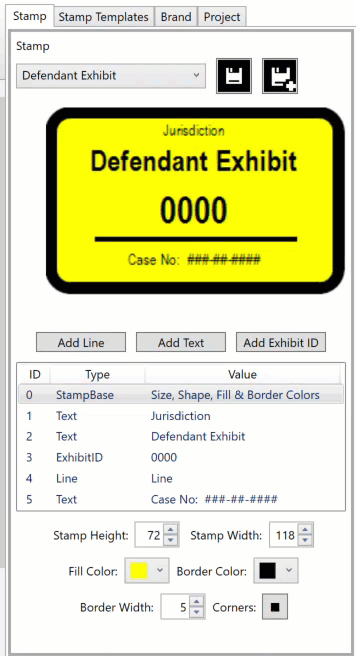 Stamp Stamp Templates Brand Project
Stamp
Defendant Exhibit
Jurisdiction
Defendant Exhibit
0000
Case No: ###-##-####
Add Line Add Text Add Exhibit ID
ID Type Value
0 StampBase Size, Shape, Fill & Border Colors
1 Text Jurisdiction
2 Text Defendant Exhibit
3 ExhibitID 0000
4 Line Line
5 Text Case No: ###-##-####
Stamp Height: 72 Stamp Width: 118
Fill Color: Border Color:
Border Width: 5 Corners: